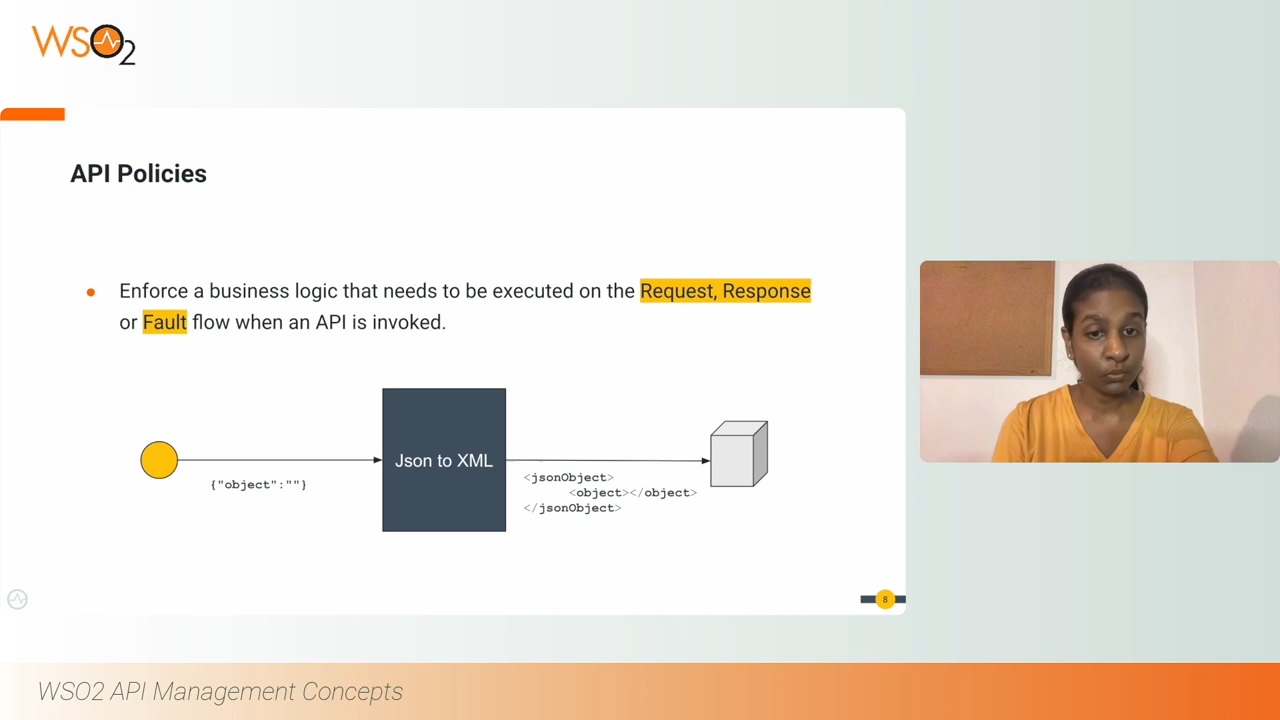 WSO2
API Policies
● Enforce a business logic that needs to be executed on the Request, Response
or Fault flow when an API is invoked.
Json to XML
{"object":""}
<jsonObject>
<object></object>
</jsonObject>
8
WSO2 API Management Concepts